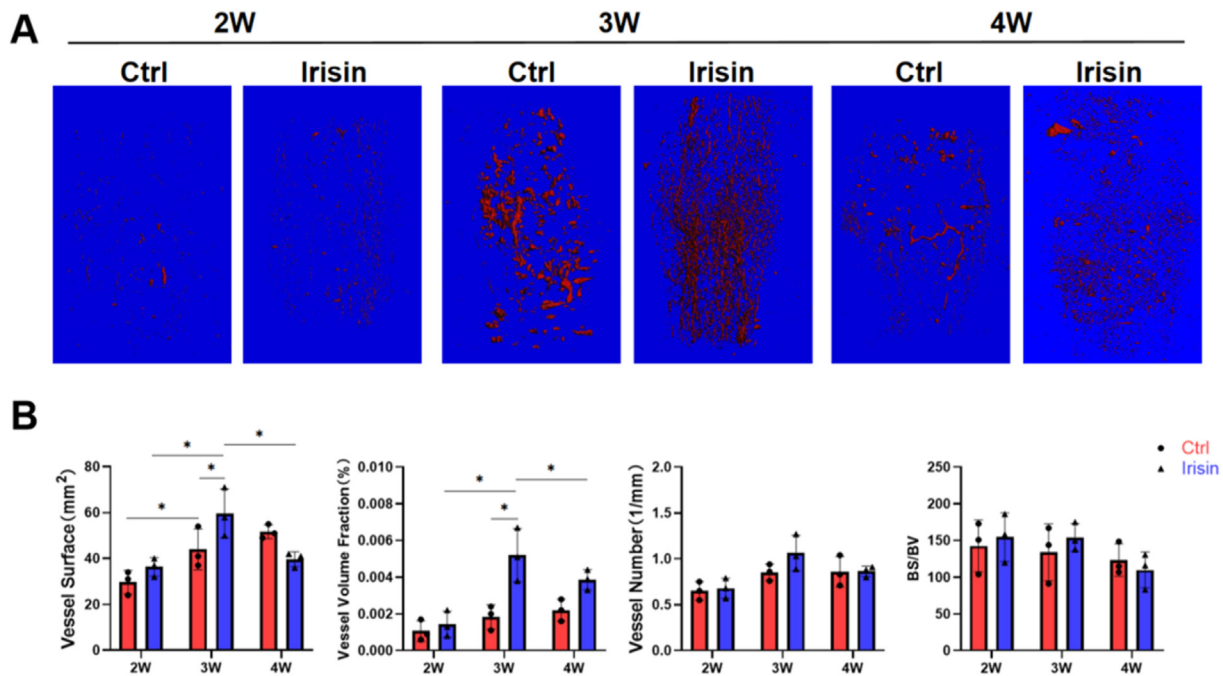 A
2W 3W 4W
Ctrl Irisin Ctrl Irisin Ctrl Irisin
B
Ctrl
Irisin
Vessel Surface (mm²)
80
60
40
20
0
* * * *
2W 3W 4W
Vessel Volume Fraction (%)
0.010
0.008
0.006
0.004
0.002
0.000
* * *
2W 3W 4W
Vessel Number (1/mm)
2.0
1.5
1.0
0.5
0.0
2W 3W 4W
BS/BV
250
200
150
100
50
0
2W 3W 4W